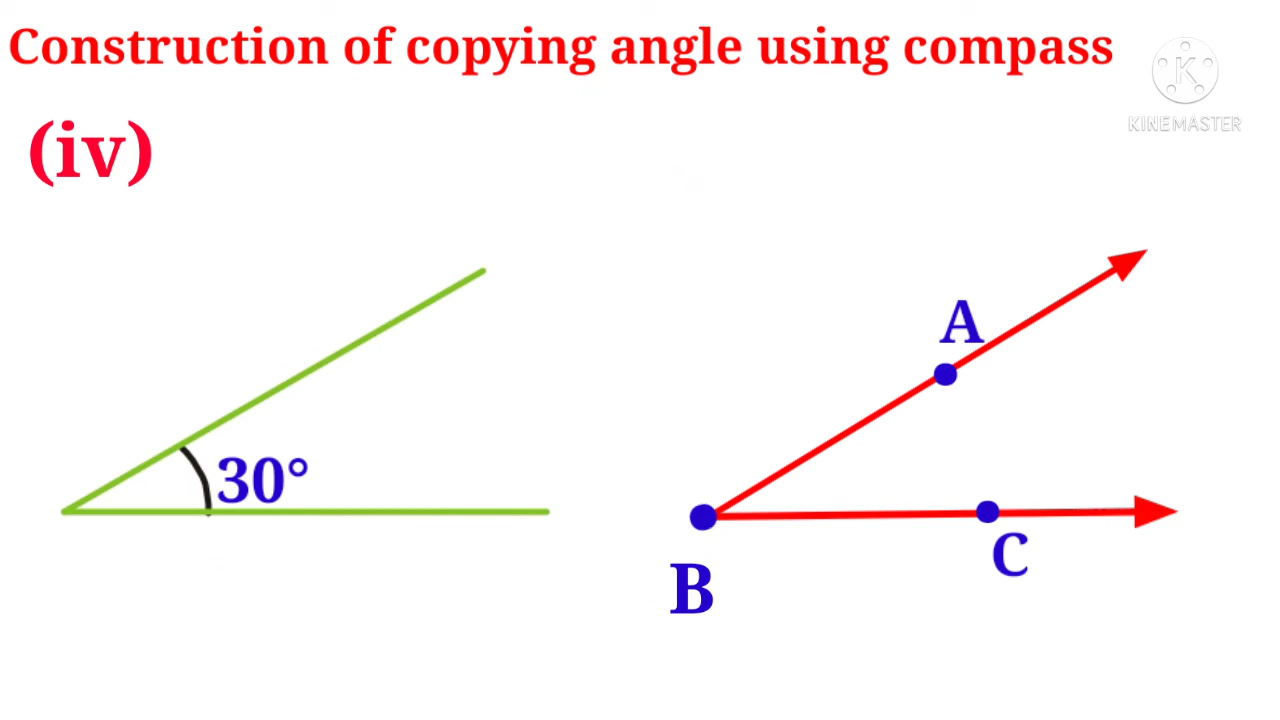 Construction of copying angle using compass
K
KINEMASTER
(iv)
A
30°
C
B